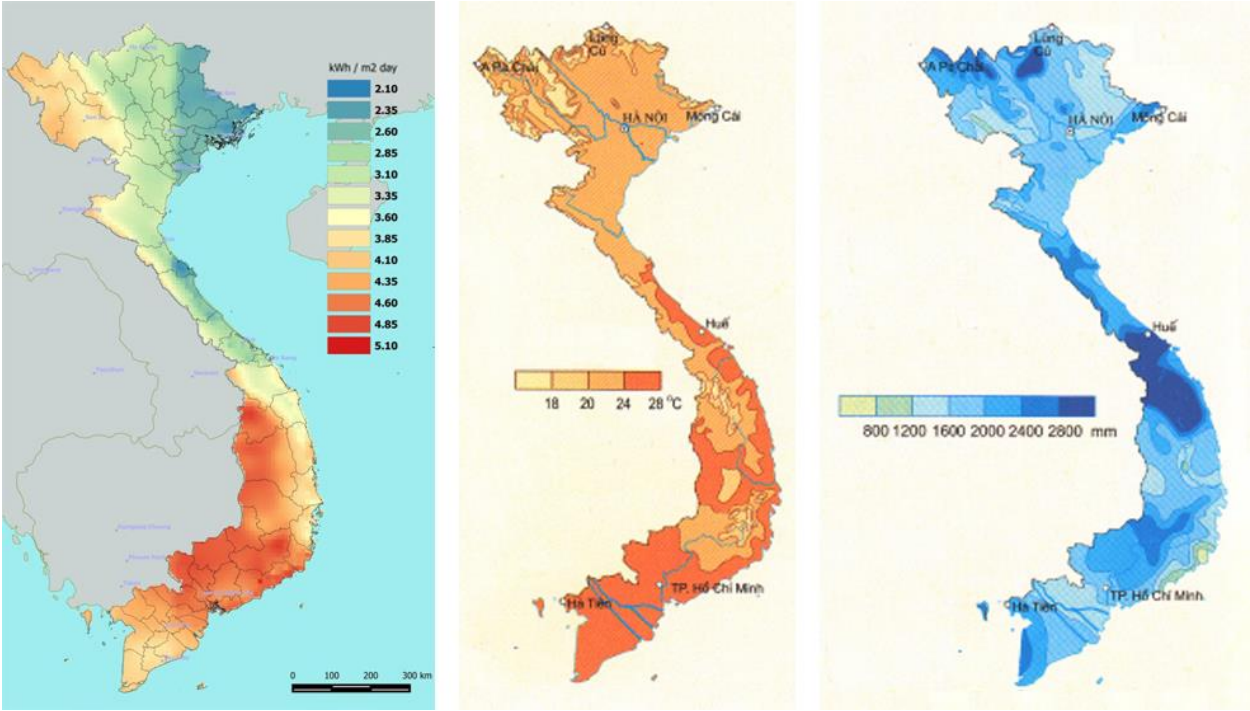 kWh / m2 day
2.10
2.35
2.60
2.85
3.10
3.35
3.60
3.85
4.10
4.35
4.60
4.85
5.10
0 100 200 300 km
Lũng
Cú
A Pa Chải
HÀ NỘI
Móng Cái
Huế
18 20 24 28 °C
TP. Hồ Chí Minh
Hà Tiên
Lũng
Cú
A Pa Chải
HÀ NỘI
Móng Cái
Huế
800 1200 1600 2000 2400 2800 mm
TP. Hồ Chí Minh
Hà Tiên